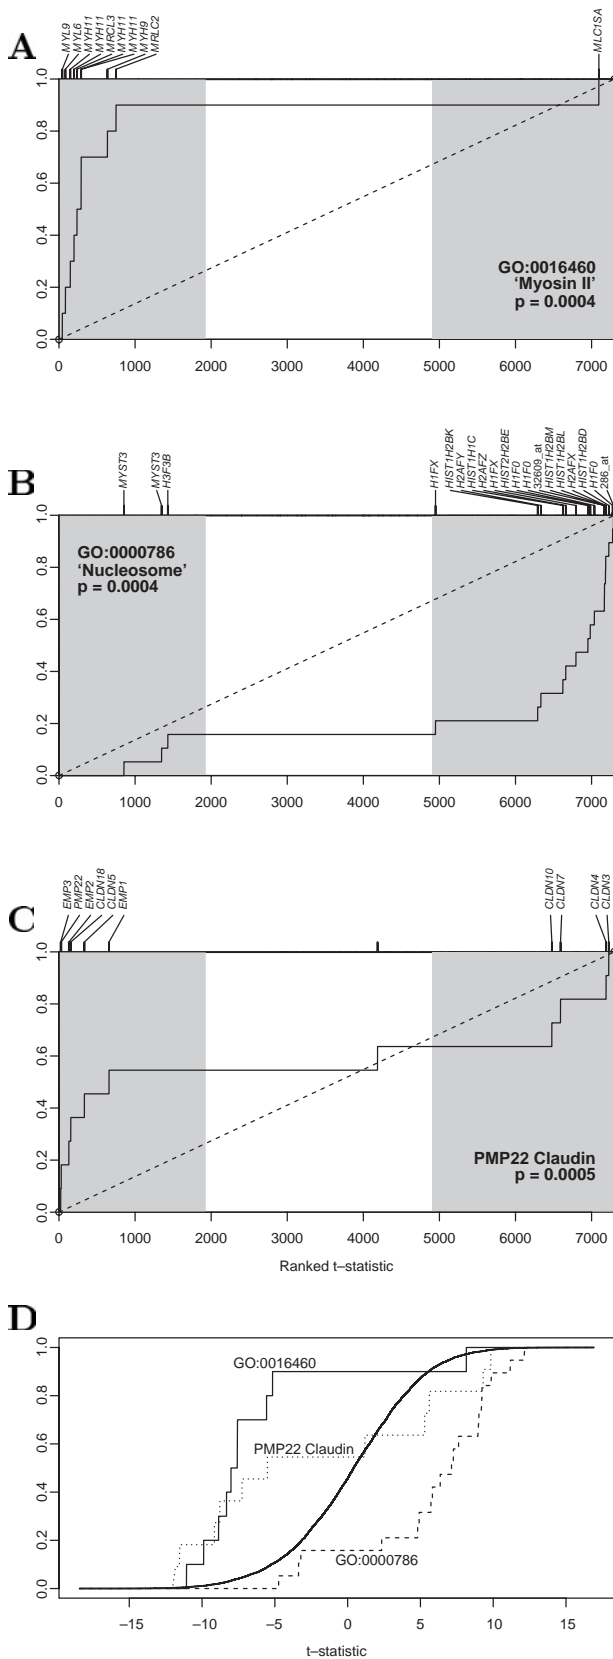 A
MYL9
MYL6
MYH11
MYH11
MRCL3
MYH11
MYH11
MYH9
MRLC2
MLC1SA
1.0
0.8
0.6
0.4
0.2
0.0
GO:0016460
‘Myosin II’
p = 0.0004
0 1000 2000 3000 4000 5000 6000 7000
B
MYST3
MYST3
H3F3B
H1FX
HIST1H2BK
H2AFY
HIST1H1C
H2AFZ
H1FX
HIST2H2BE
H1F0
H1F0
32609_at
HIST1H2BM
HIST1H2BL
H2AFX
HIST1H2BD
H1F0
286_at
1.0
0.8
0.6
0.4
0.2
0.0
GO:0000786
‘Nucleosome’
p = 0.0004
0 1000 2000 3000 4000 5000 6000 7000
C
EMP3
PMP22
EMP2
CLDN18
CLDN5
EMP1
CLDN10
CLDN7
CLDN4
CLDN3
1.0
0.8
0.6
0.4
0.2
0.0
PMP22 Claudin
p = 0.0005
0 1000 2000 3000 4000 5000 6000 7000
Ranked t–statistic
D
1.0
0.8
0.6
0.4
0.2
0.0
GO:0016460
PMP22 Claudin
GO:0000786
–15 –10 –5 0 5 10 15
t–statistic